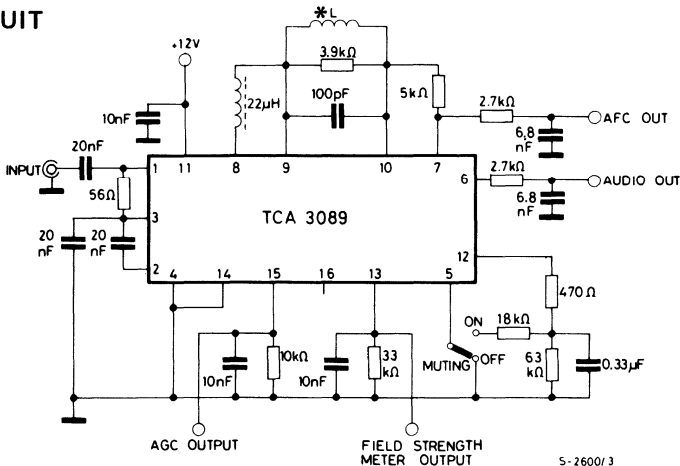 UIT
*L
+12V
3.9kΩ
22μH
100pF
5kΩ
2.7kΩ
AFC OUT
10nF
6,8
nF
20nF
INPUT
1
11
8
9
10
7
2.7kΩ
6
AUDIO OUT
56Ω
6.8
nF
3
TCA 3089
20
nF
20
nF
12
2
4
14
15
16
13
5
470Ω
ON
18kΩ
10kΩ
33
kΩ
MUTING
OFF
63
kΩ
0.33μF
10nF
10nF
AGC OUTPUT
FIELD STRENGTH
METER OUTPUT
S-2600/3